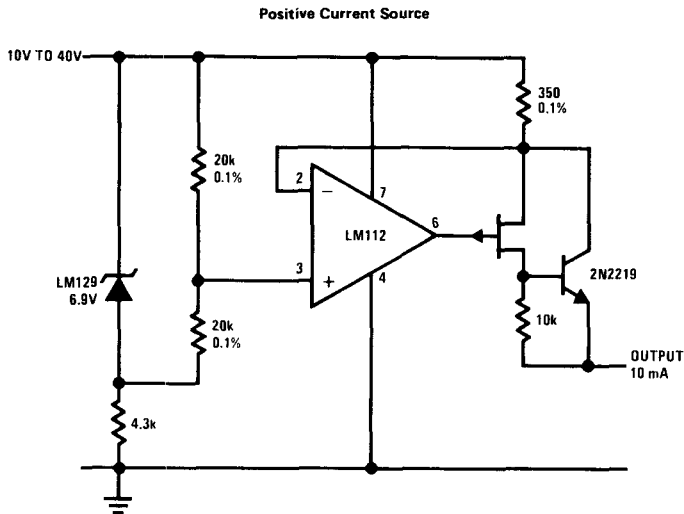 Positive Current Source
10V TO 40V
350
0.1%
20k
0.1%
2
−
7
LM112
6
3
+
4
2N2219
LM129
6.9V
20k
0.1%
10k
OUTPUT
10 mA
4.3k